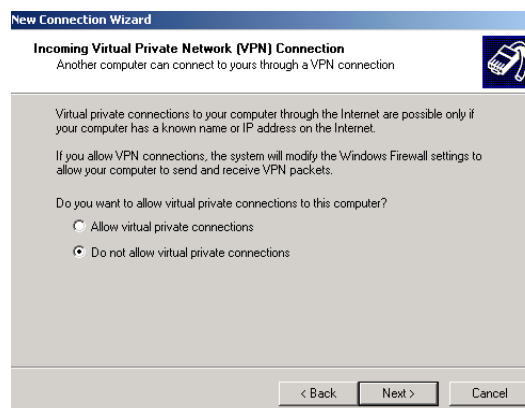 New Connection Wizard
Incoming Virtual Private Network (VPN) Connection
Another computer can connect to yours through a VPN connection
Virtual private connections to your computer through the Internet are possible only if
your computer has a known name or IP address on the Internet.
If you allow VPN connections, the system will modify the Windows Firewall settings to
allow your computer to send and receive VPN packets.
Do you want to allow virtual private connections to this computer?
Allow virtual private connections
Do not allow virtual private connections
< Back Next > Cancel